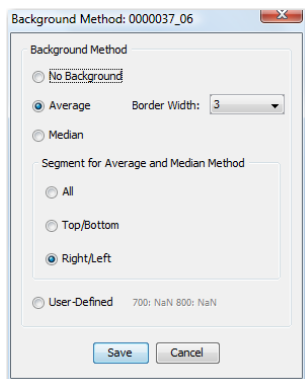 Background Method: 0000037_06
Background Method
No Background
Average Border Width: 3
Median
Segment for Average and Median Method
All
Top/Bottom
Right/Left
User-Defined 700: NaN 800: NaN
Save Cancel